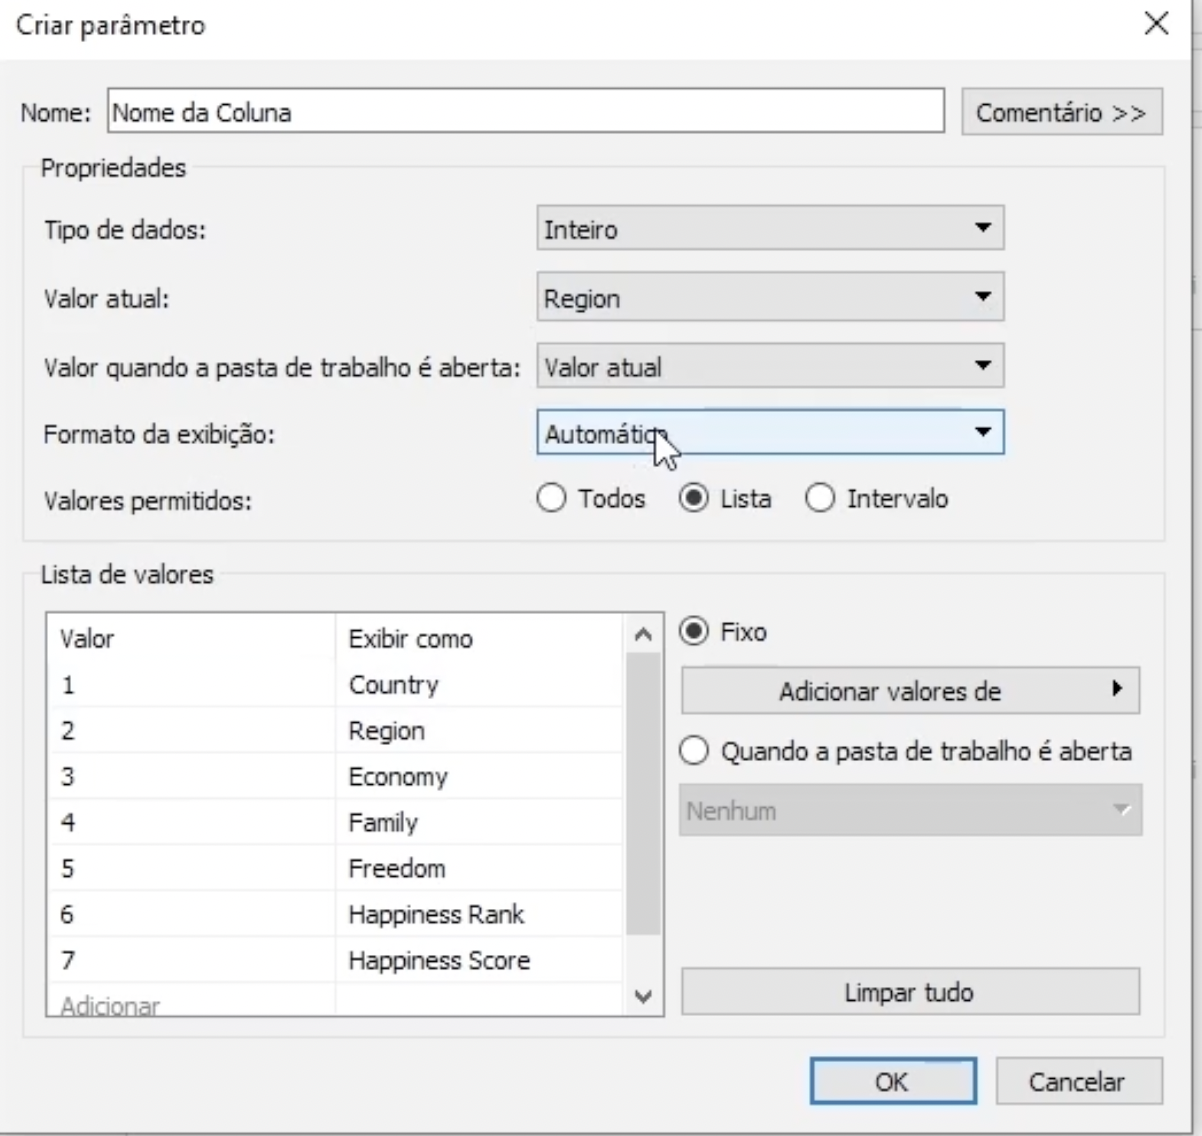 Criar parâmetro
Nome: Nome da Coluna Comentário >>
Propriedades
Tipo de dados: Inteiro
Valor atual: Region
Valor quando a pasta de trabalho é aberta: Valor atual
Formato da exibição: Automático
Valores permitidos: Todos Lista Intervalo
Lista de valores
Valor Exibir como
1 Country
2 Region
3 Economy
4 Family
5 Freedom
6 Happiness Rank
7 Happiness Score
Adicionar
Fixo
Adicionar valores de
Quando a pasta de trabalho é aberta
Nenhum
Limpar tudo
OK Cancelar